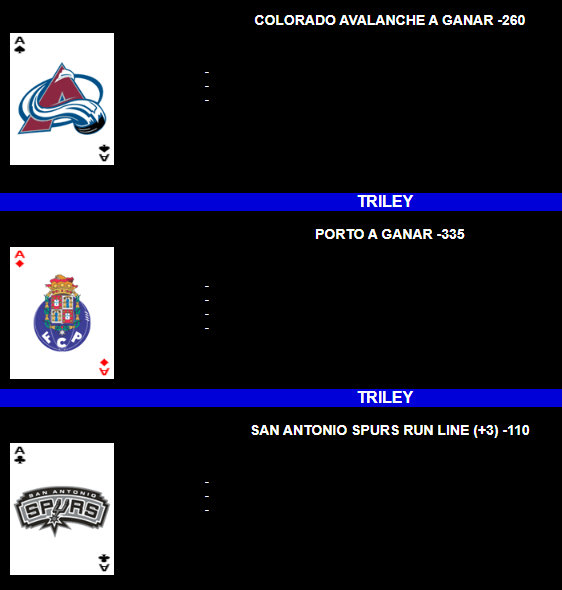 COLORADO AVALANCHE A GANAR -260
A
-
-
-
A
TRILEY
PORTO A GANAR -335
A
-
-
-
-
F C P
A
TRILEY
SAN ANTONIO SPURS RUN LINE (+3) -110
A
-
-
-
SAN ANTONIO
SPURS
A